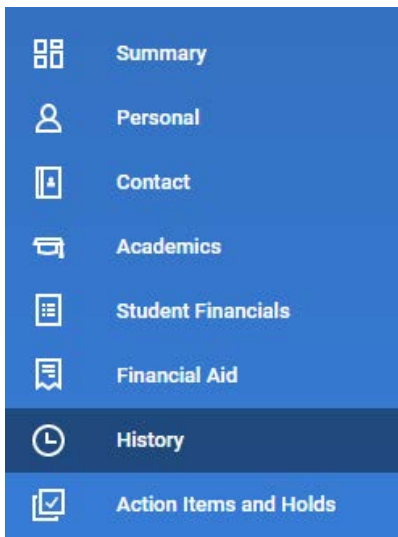 Summary
Personal
Contact
Academics
Student Financials
Financial Aid
History
Action Items and Holds